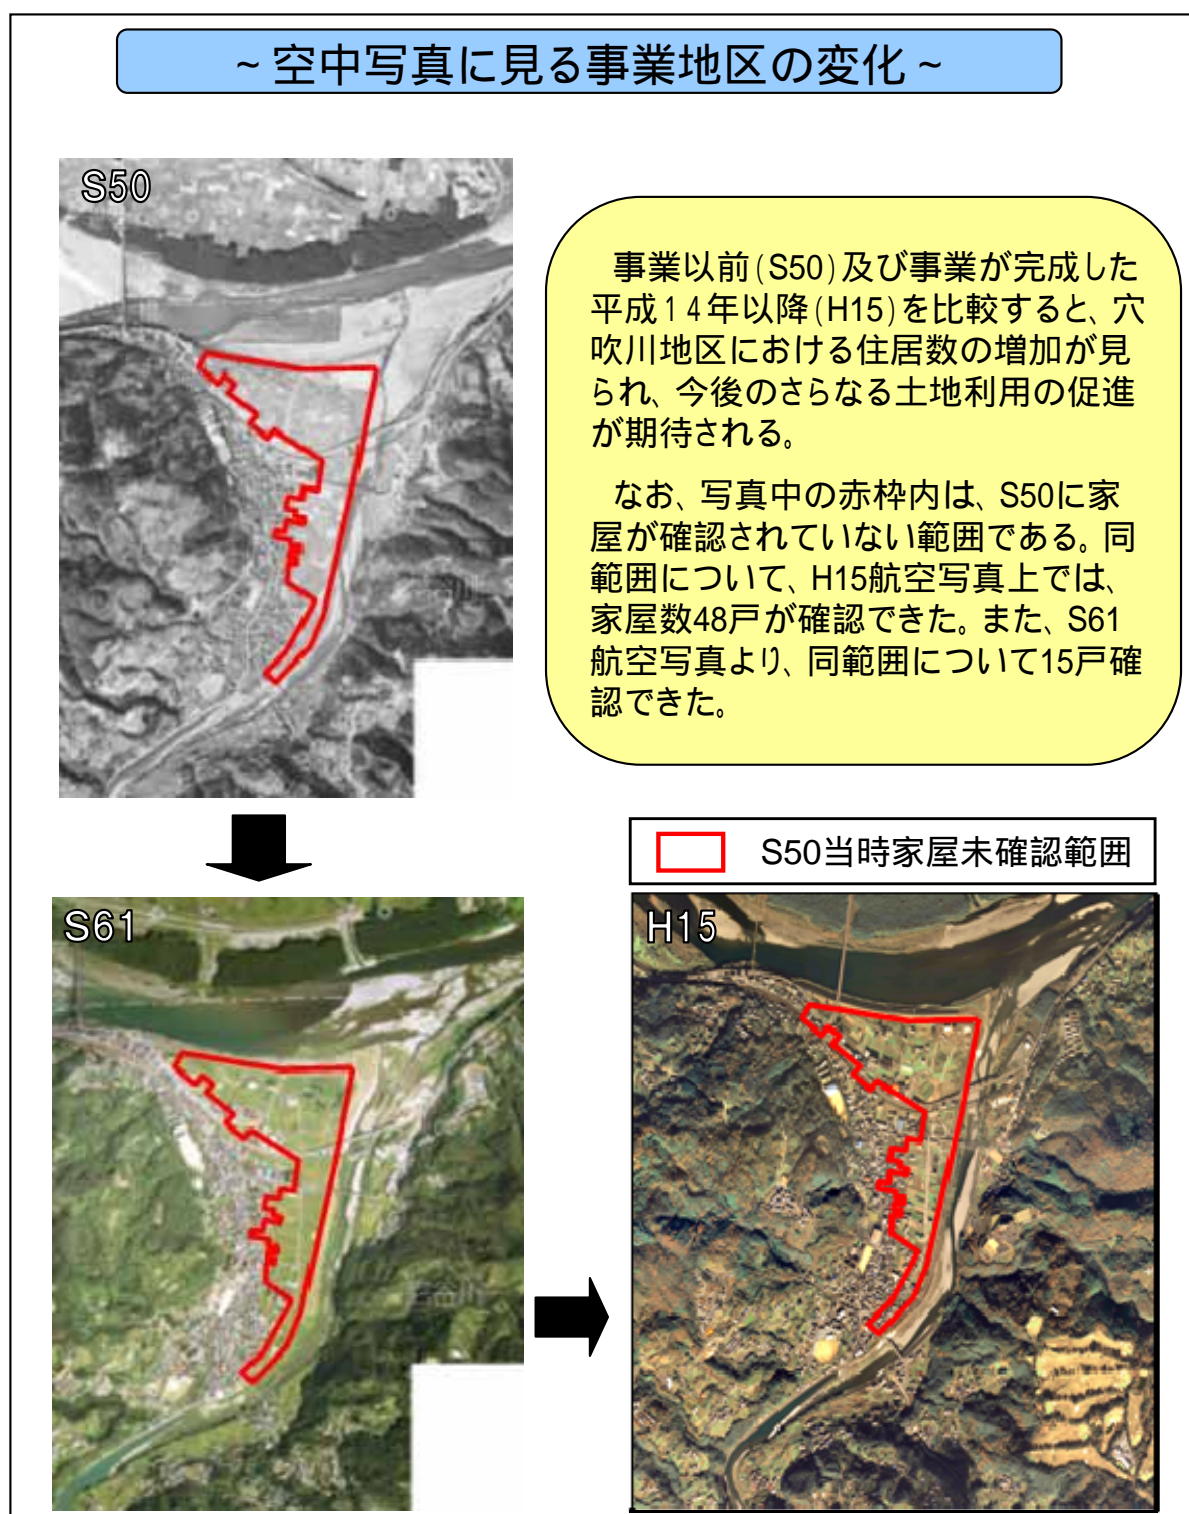 ~空中写真に見る事業地区の変化~
S50
事業以前(S50)及び事業が完成した
平成14年以降(H15)を比較すると、穴
吹川地区における住居数の増加が見
られ、今後のさらなる土地利用の促進
が期待される。
なお、写真中の赤枠内は、S50に家
屋が確認されていない範囲である。同
範囲について、H15航空写真上では、
家屋数48戸が確認できた。また、S61
航空写真より、同範囲について15戸確
認できた。
S50当時家屋未確認範囲
S61
H15